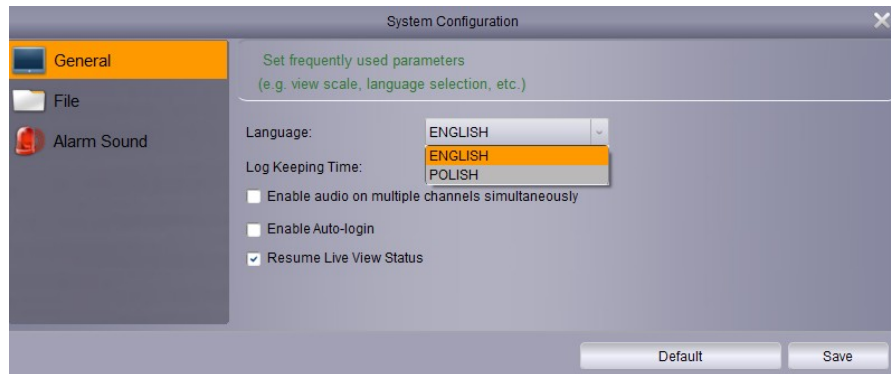 System Configuration
General
File
Alarm Sound
Set frequently used parameters
(e.g. view scale, language selection, etc.)
Language:
ENGLISH
ENGLISH
POLISH
Log Keeping Time:
Enable audio on multiple channels simultaneously
Enable Auto-login
Resume Live View Status
Default
Save